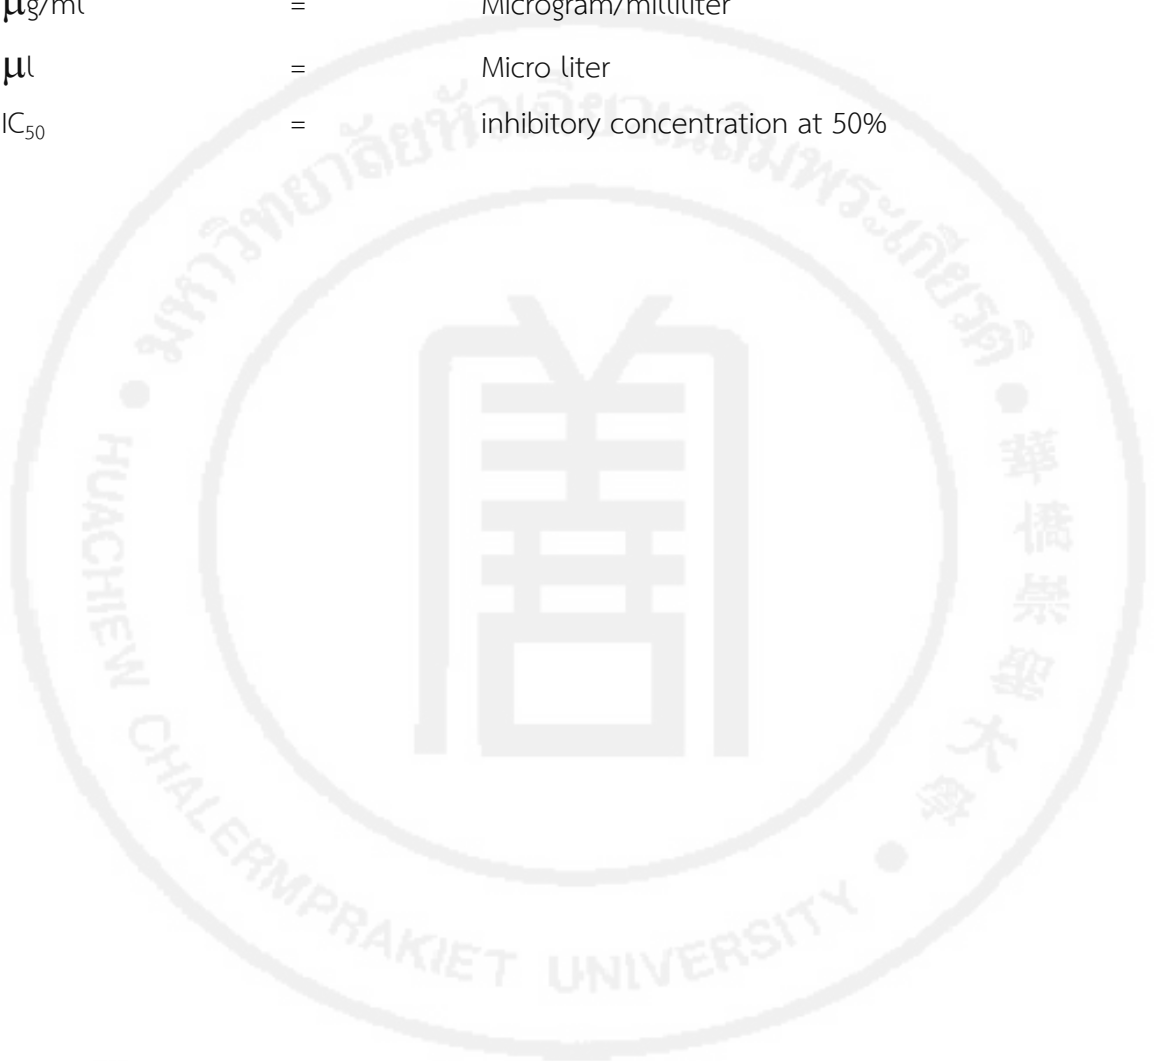 µg/ml = Microgram/milliliter
µl = Micro liter
IC50 = inhibitory concentration at 50%
มหาวิทยาลัยหัวเฉียวเฉลิมพระเกียรติ
華僑崇聖大學
HUACHIEW CHALERMPRAKIET UNIVERSITY